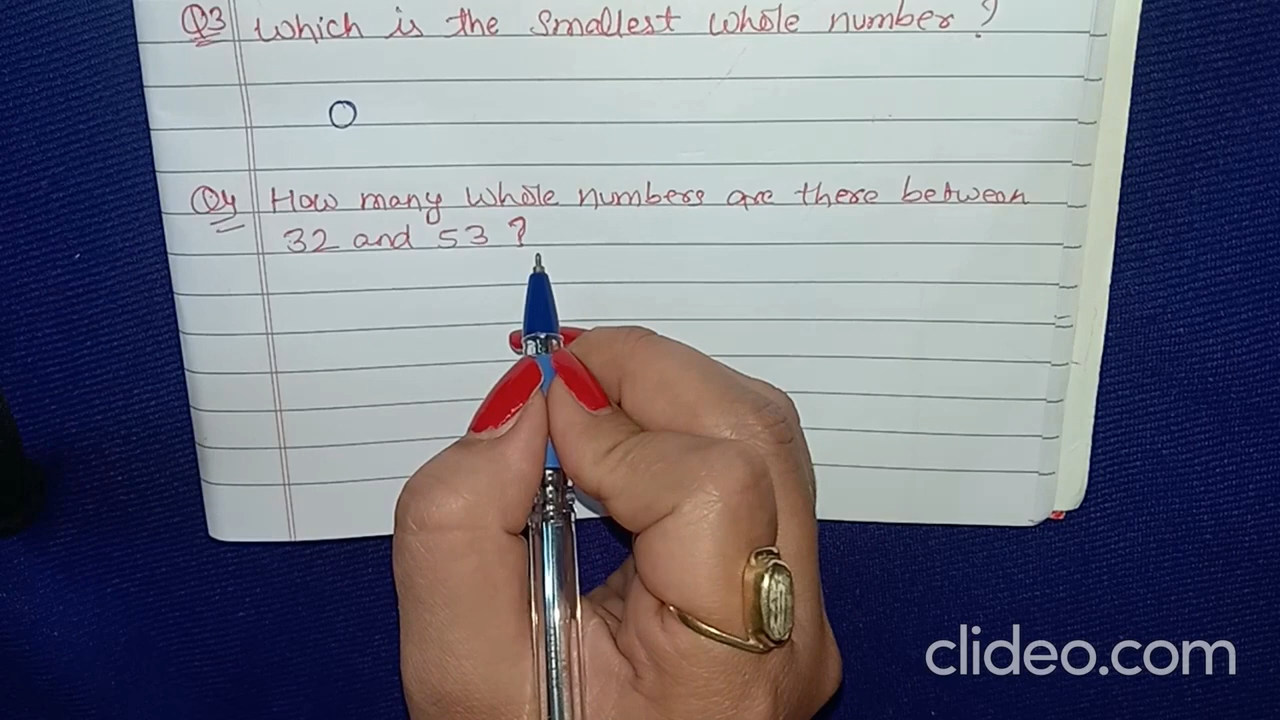 Q3 Which is the smallest whole number ?
0
Q4 How many whole numbers are there between
32 and 53 ?
clideo.com